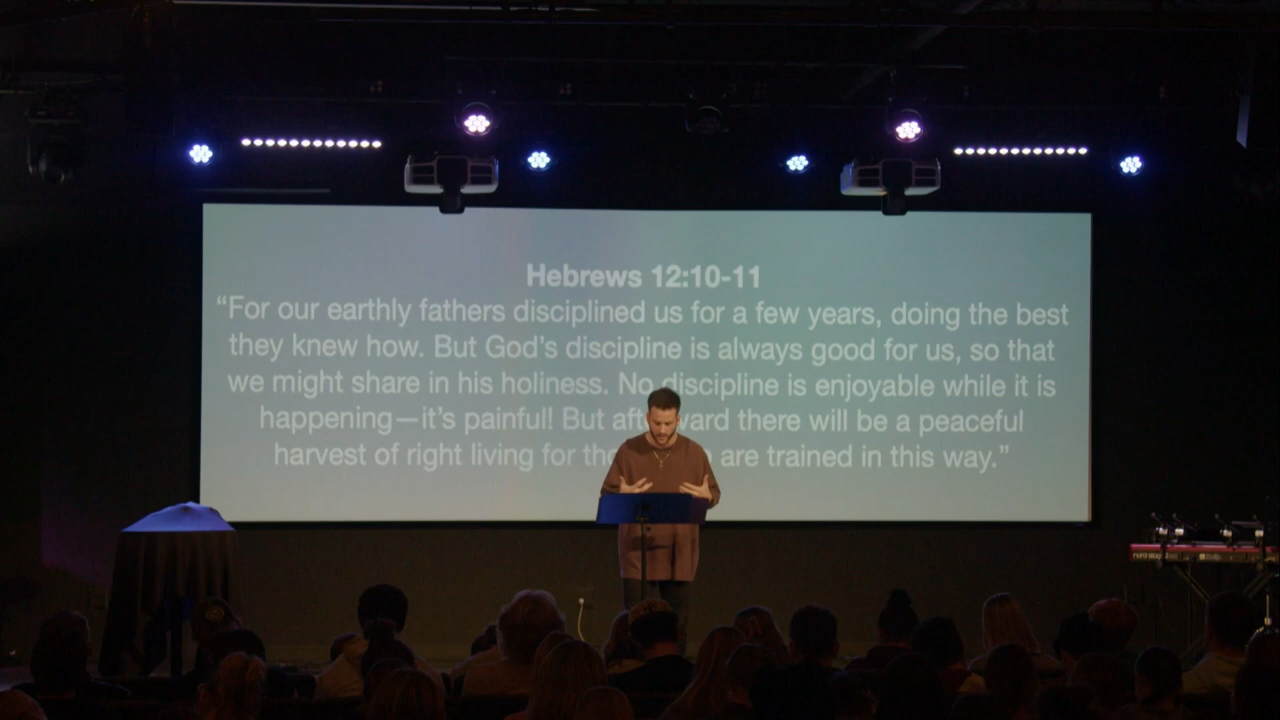 Hebrews 12:10-11
“For our earthly fathers disciplined us for a few years, doing the best
they knew how. But God's discipline is always good for us, so that
we might share in his holiness. No discipline is enjoyable while it is
happening—it's painful! But afterward there will be a peaceful
harvest of right living for are trained in this way.”
nord